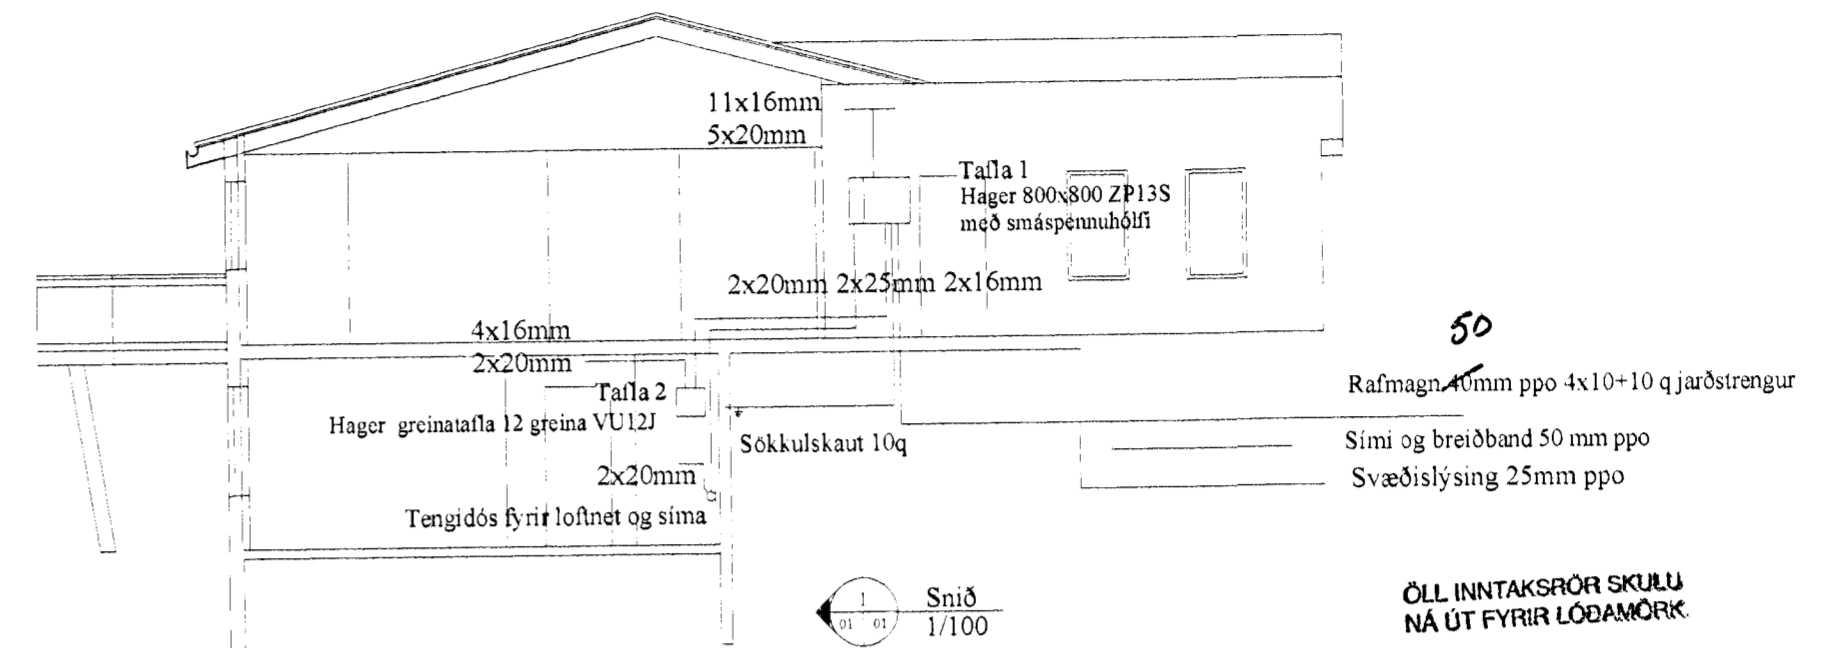 11x16mm
5x20mm
Tafla 1
Hager 800x800 ZP13S
með smáspennuhólfi
2x20mm 2x25mm 2x16mm
4x16mm
2x20mm
Tafla 2
Hager greinatafla 12 greina VU12J
Sökkulskaut 10q
2x20mm
Tengidós fyrir loftnet og síma
50
Rafmagn 40mm ppo 4x10+10 q jarðstrengur
Sími og breiðband 50 mm ppo
Svæðislýsing 25mm ppo
1
01 01
Snið
1/100
ÖLL INNTAKSRÖR SKULU
NÁ ÚT FYRIR LÓÐAMÖRK.